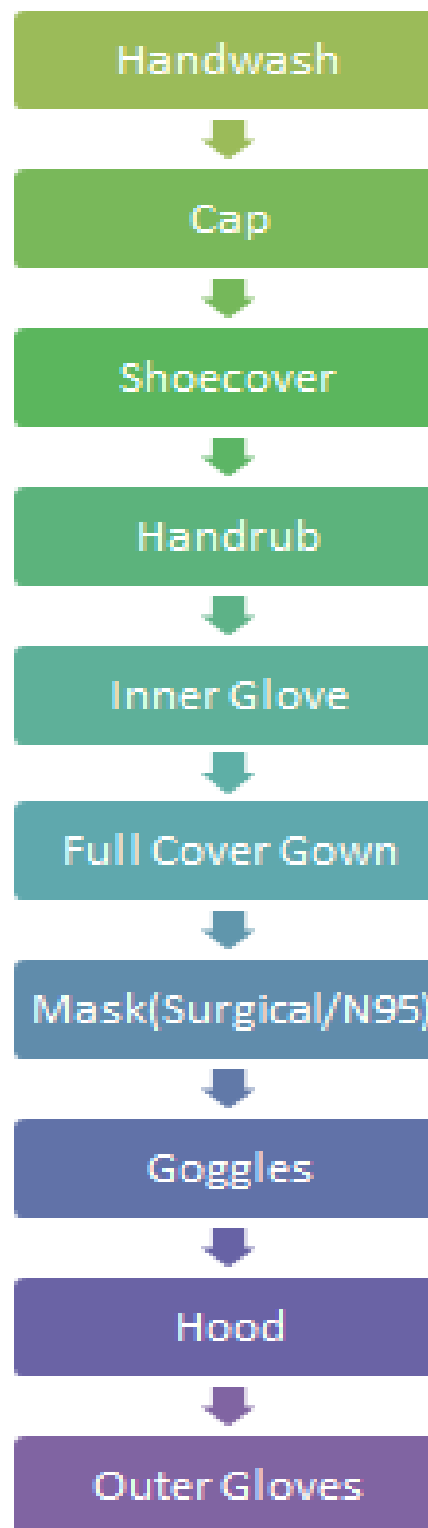 Handwash
Cap
Shoecover
Handrub
Inner Glove
Full Cover Gown
Mask(Surgical/N95)
Goggles
Hood
Outer Gloves